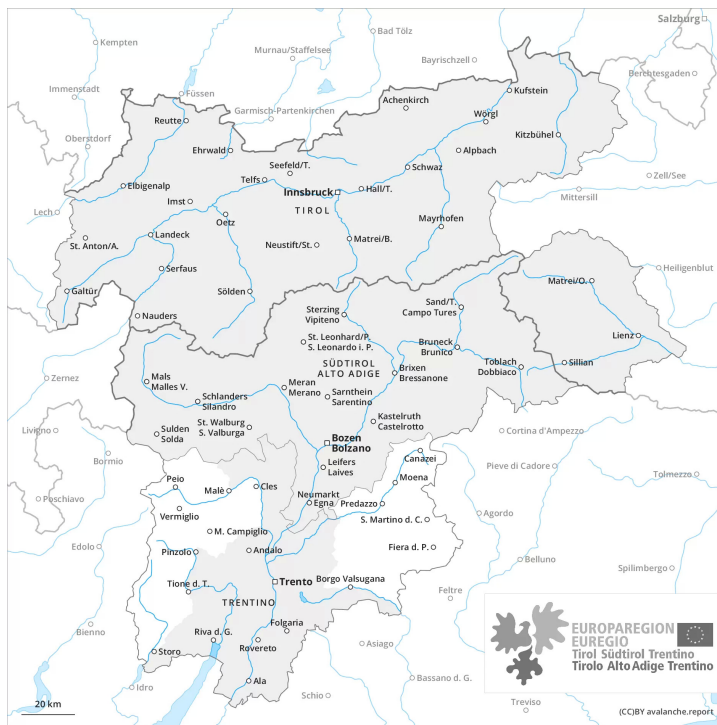 Salzburg
Bad Tölz
Kempten
Murnau/Staffelsee
Bayrischzell
Berchtesgaden
Immenstadt
Füssen
Kufstein
Achenkirch
Garmisch-Partenkirchen
Reutte
Wörgl
Kitzbühel
Oberstdorf
Ehrwald
Alpbach
Seefeld/T.
Schwaz
Zell/See
Telfs
Elbigenalp
Innsbruck
Hall/T.
Mittersill
Imst
TIROL
Lech
Oetz
Mayrhofen
Landeck
Matrei/B.
St. Anton/A.
Neustift/St.
Serfaus
Heiligenblut
Matrei/O.
Galtür
Sölden
Sand/T.
Campo Tures
Nauders
Sterzing
Vipiteno
Lienz
St. Leonhard/P.
S. Leonardo i. P.
Bruneck
Brunico
Toblach
Dobbiaco
Sillian
SÜDTIROL
ALTO ADIGE
Brixen
Bressanone
Zernez
Mals
Malles V.
Meran
Merano
Schlanders
Silandro
Sarnthein
Sarentino
St. Walburg
S. Valburga
Kastelruth
Castelrotto
Livigno
Sulden
Solda
Cortina d'Ampezzo
Bozen
Bolzano
Bormio
Canazei
Leifers
Laives
Pieve di Cadore
Tolmezzo
Peio
Malè
Cles
Moena
Neumarkt
Egna
Predazzo
Poschiavo
Vermiglio
S. Martino d. C.
Agordo
M. Campiglio
Edolo
Pinzolo
Andalo
Fiera d. P.
Belluno
Spilimbergo
Tione d. T.
Trento
Borgo Valsugana
Feltre
TRENTINO
Folgaria
Bienno
Riva d. G.
Rovereto
Asiago
Storo
Ala
Bassano d. G.
Idro
Schio
Treviso
EUROPAREGION
EUREGIO
Tirol Südtirol Trentino
Tirolo Alto Adige Trentino
20 km
(CC)BY avalanche.report